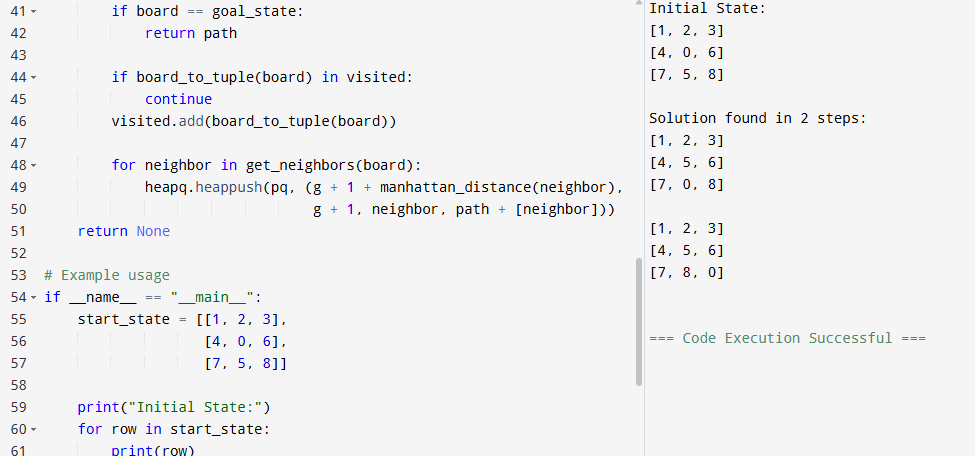 41 if board == goal_state:
42 return path
43
44 if board_to_tuple(board) in visited:
45 continue
46 visited.add(board_to_tuple(board))
47
48 for neighbor in get_neighbors(board):
49 heapq.heappush(pq, (g + 1 + manhattan_distance(neighbor),
50 g + 1, neighbor, path + [neighbor]))
51 return None
52
53 # Example usage
54 if __name__ == "__main__":
55 start_state = [[1, 2, 3],
56 [4, 0, 6],
57 [7, 5, 8]]
58
59 print("Initial State:")
60 for row in start_state:
61 print(row)
Initial State:
[1, 2, 3]
[4, 0, 6]
[7, 5, 8]
Solution found in 2 steps:
[1, 2, 3]
[4, 5, 6]
[7, 0, 8]
[1, 2, 3]
[4, 5, 6]
[7, 8, 0]
=== Code Execution Successful ===